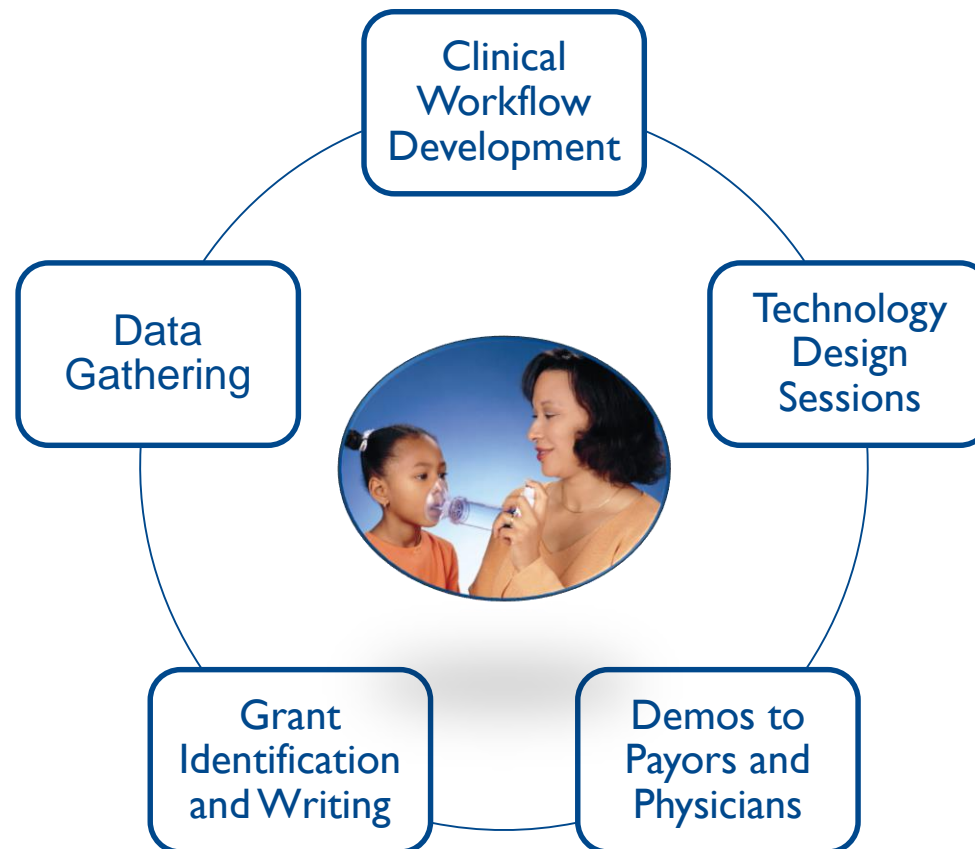 Clinical
Workflow
Development
Technology
Design
Sessions
Demos to
Payors and
Physicians
Grant
Identification
and Writing
Data
Gathering